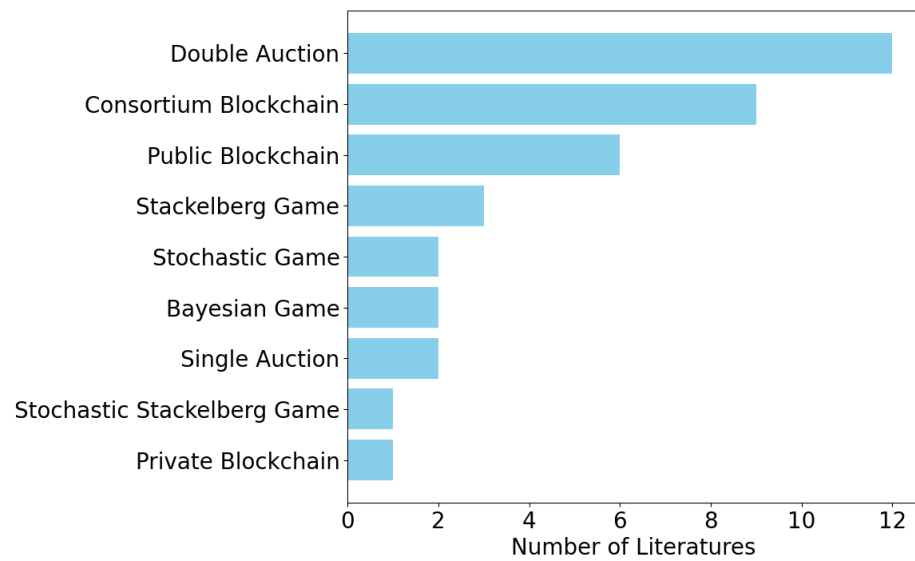 Double Auction
Consortium Blockchain
Public Blockchain
Stackelberg Game
Stochastic Game
Bayesian Game
Single Auction
Stochastic Stackelberg Game
Private Blockchain
0 2 4 6 8 10 12
Number of Literatures